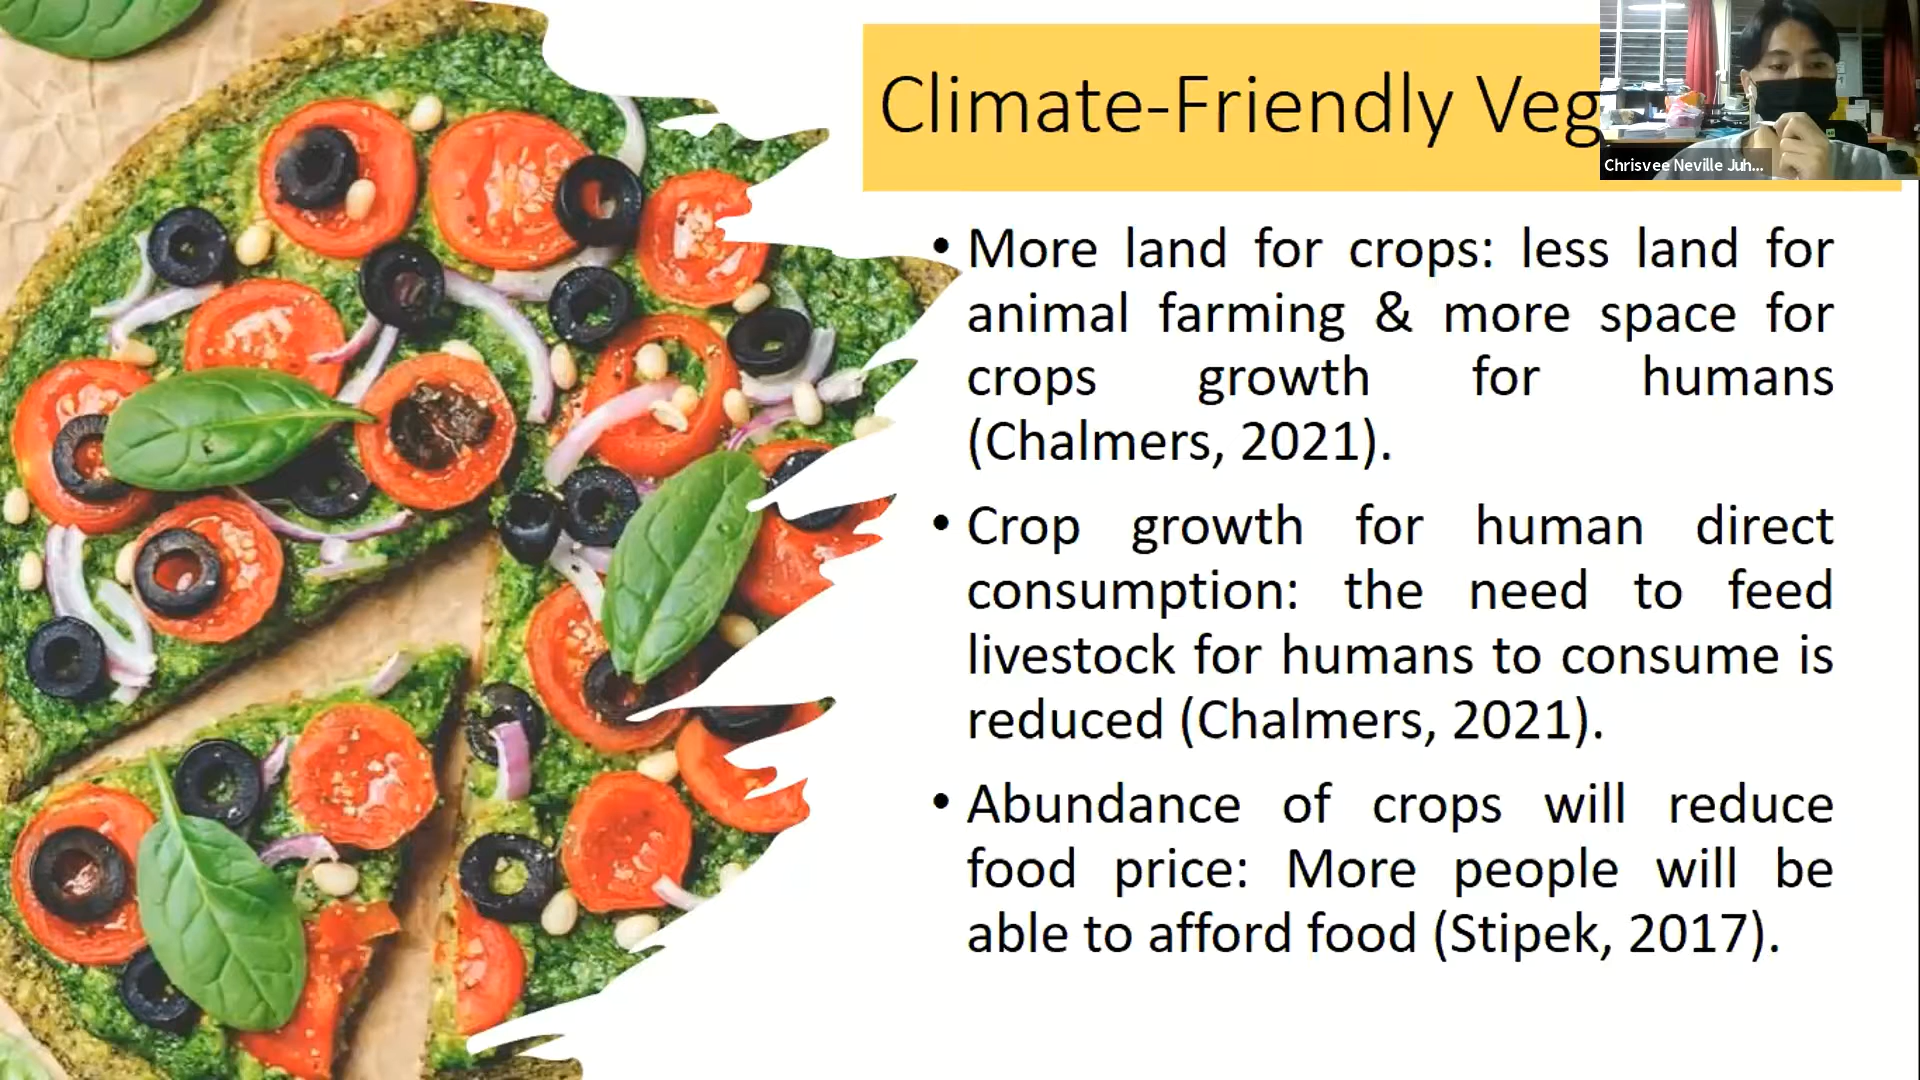 Climate-Friendly Veg
Chrisvee Neville Juh...
• More land for crops: less land for
animal farming & more space for
crops growth for humans
(Chalmers, 2021).
• Crop growth for human direct
consumption: the need to feed
livestock for humans to consume is
reduced (Chalmers, 2021).
• Abundance of crops will reduce
food price: More people will be
able to afford food (Stipek, 2017).